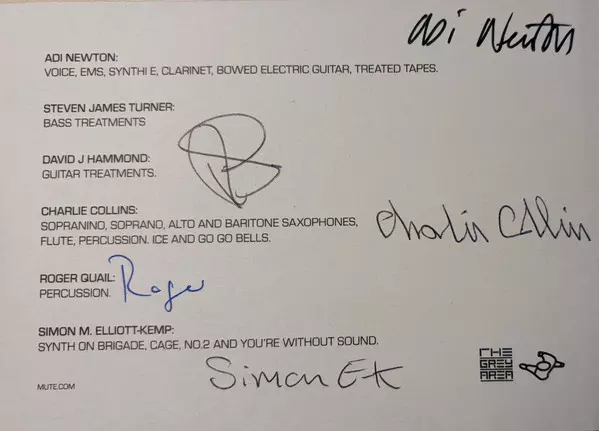 ADI Newton
ADI NEWTON:
VOICE, EMS, SYNTHI E, CLARINET, BOWED ELECTRIC GUITAR, TREATED TAPES.
STEVEN JAMES TURNER:
BASS TREATMENTS
DAVID J HAMMOND:
GUITAR TREATMENTS.
CHARLIE COLLINS:
SOPRANINO, SOPRANO, ALTO AND BARITONE SAXOPHONES,
FLUTE, PERCUSSION. ICE AND GO GO BELLS.
Charlie Collin
ROGER QUAIL:
PERCUSSION.
Roger
SIMON M. ELLIOTT-KEMP:
SYNTH ON BRIGADE, CAGE, NO.2 AND YOU'RE WITHOUT SOUND.
Simon EK
THE
GREY
AREA
MUTE.COM